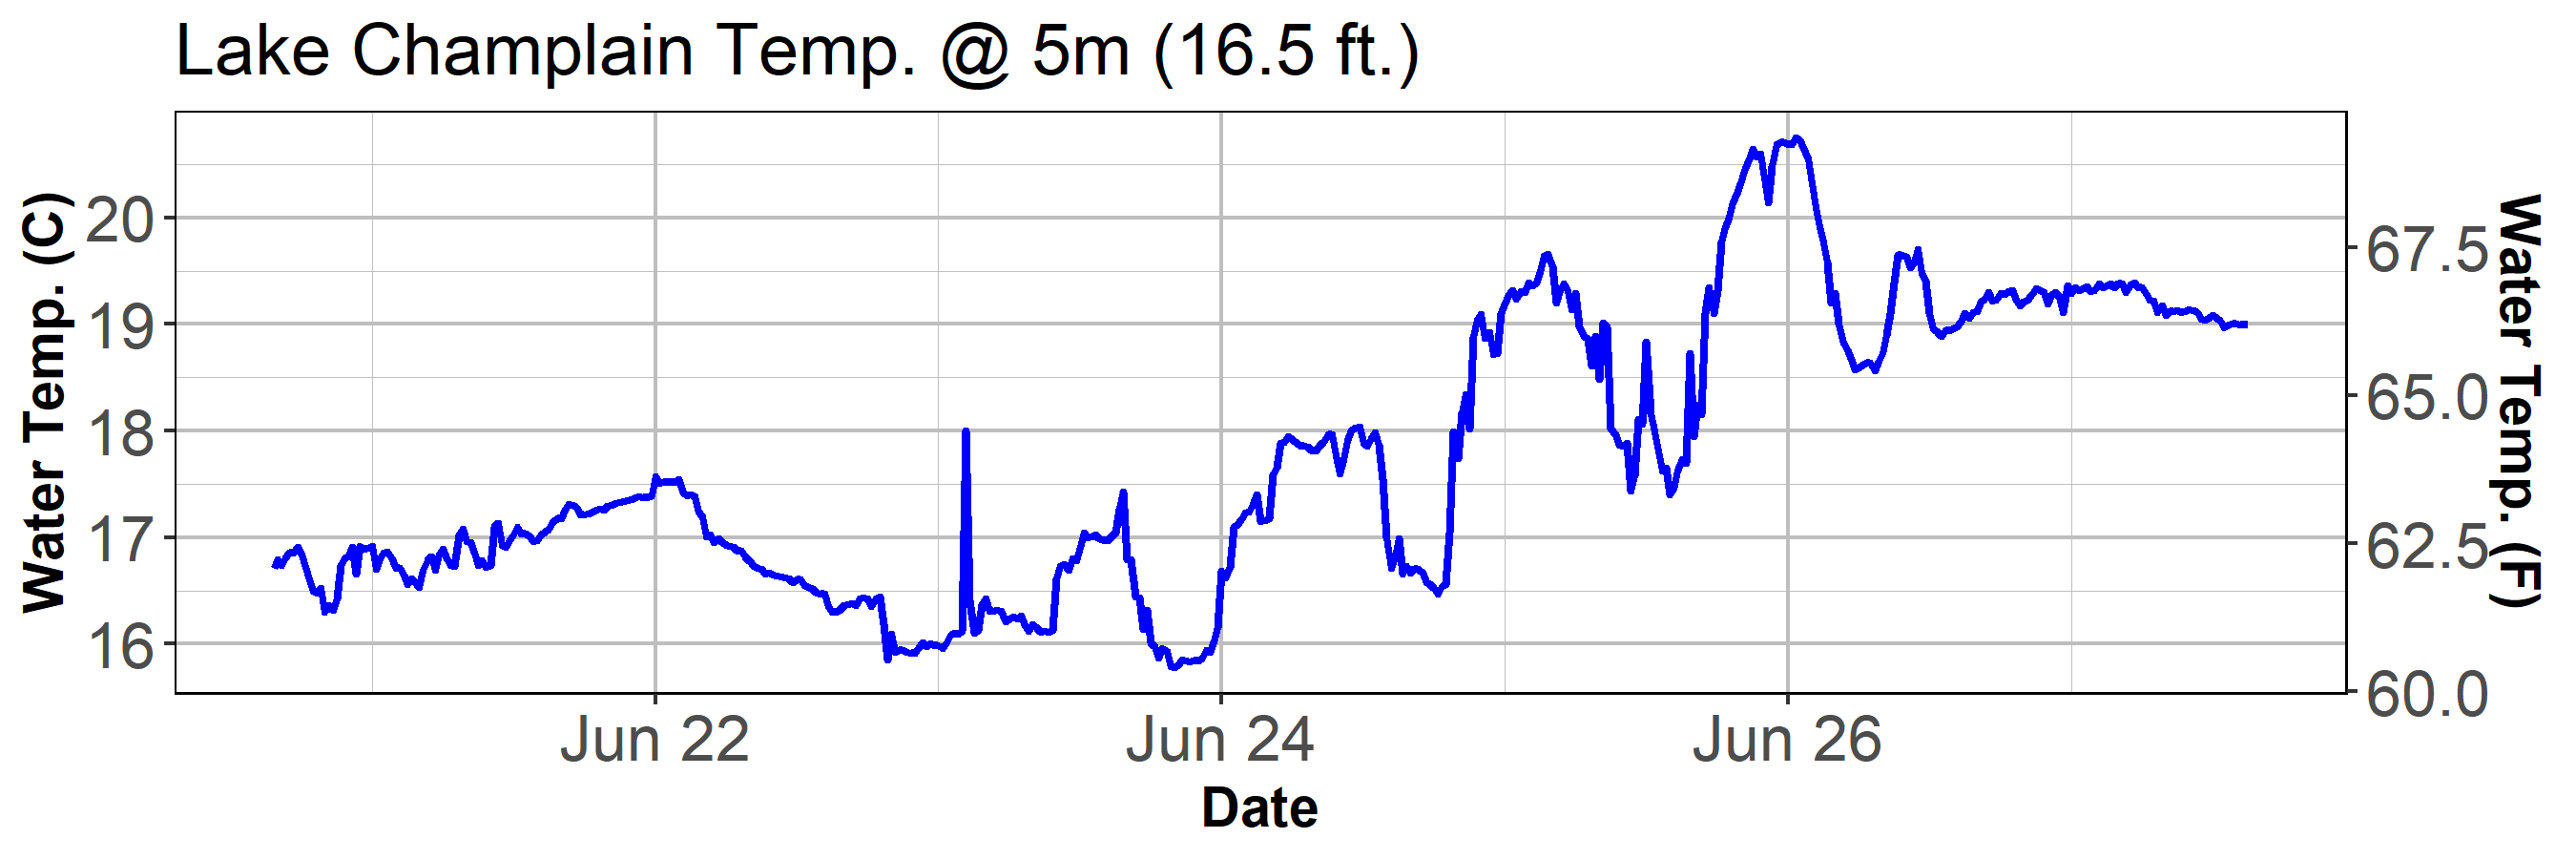 Lake Champlain Temp. @ 5m (16.5 ft.)
Water Temp. (C)
20
19
18
17
16
67.5
65.0
62.5
60.0
Water Temp. (F)
Jun 22
Jun 24
Jun 26
Date